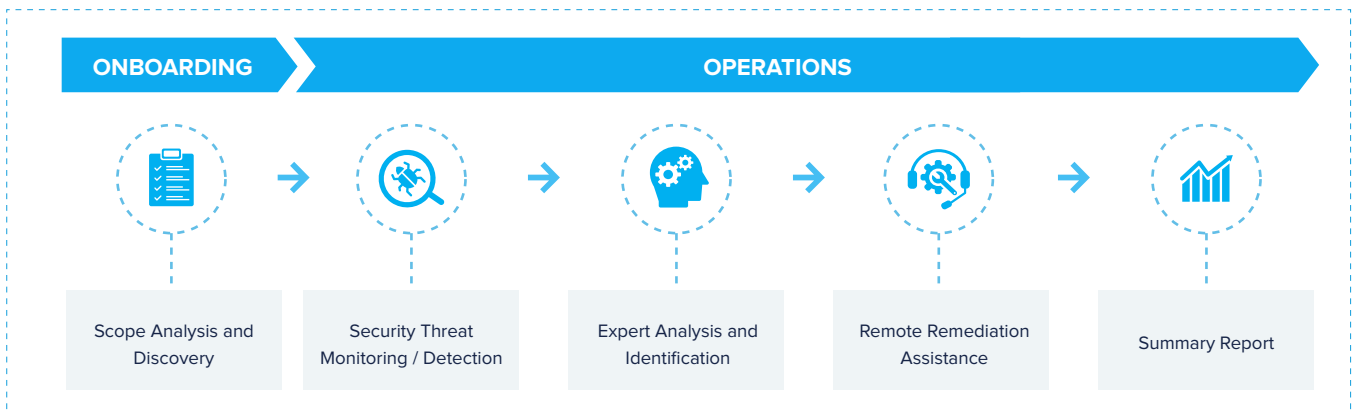 ONBOARDING
OPERATIONS
Scope Analysis and
Discovery
Security Threat
Monitoring / Detection
Expert Analysis and
Identification
Remote Remediation
Assistance
Summary Report